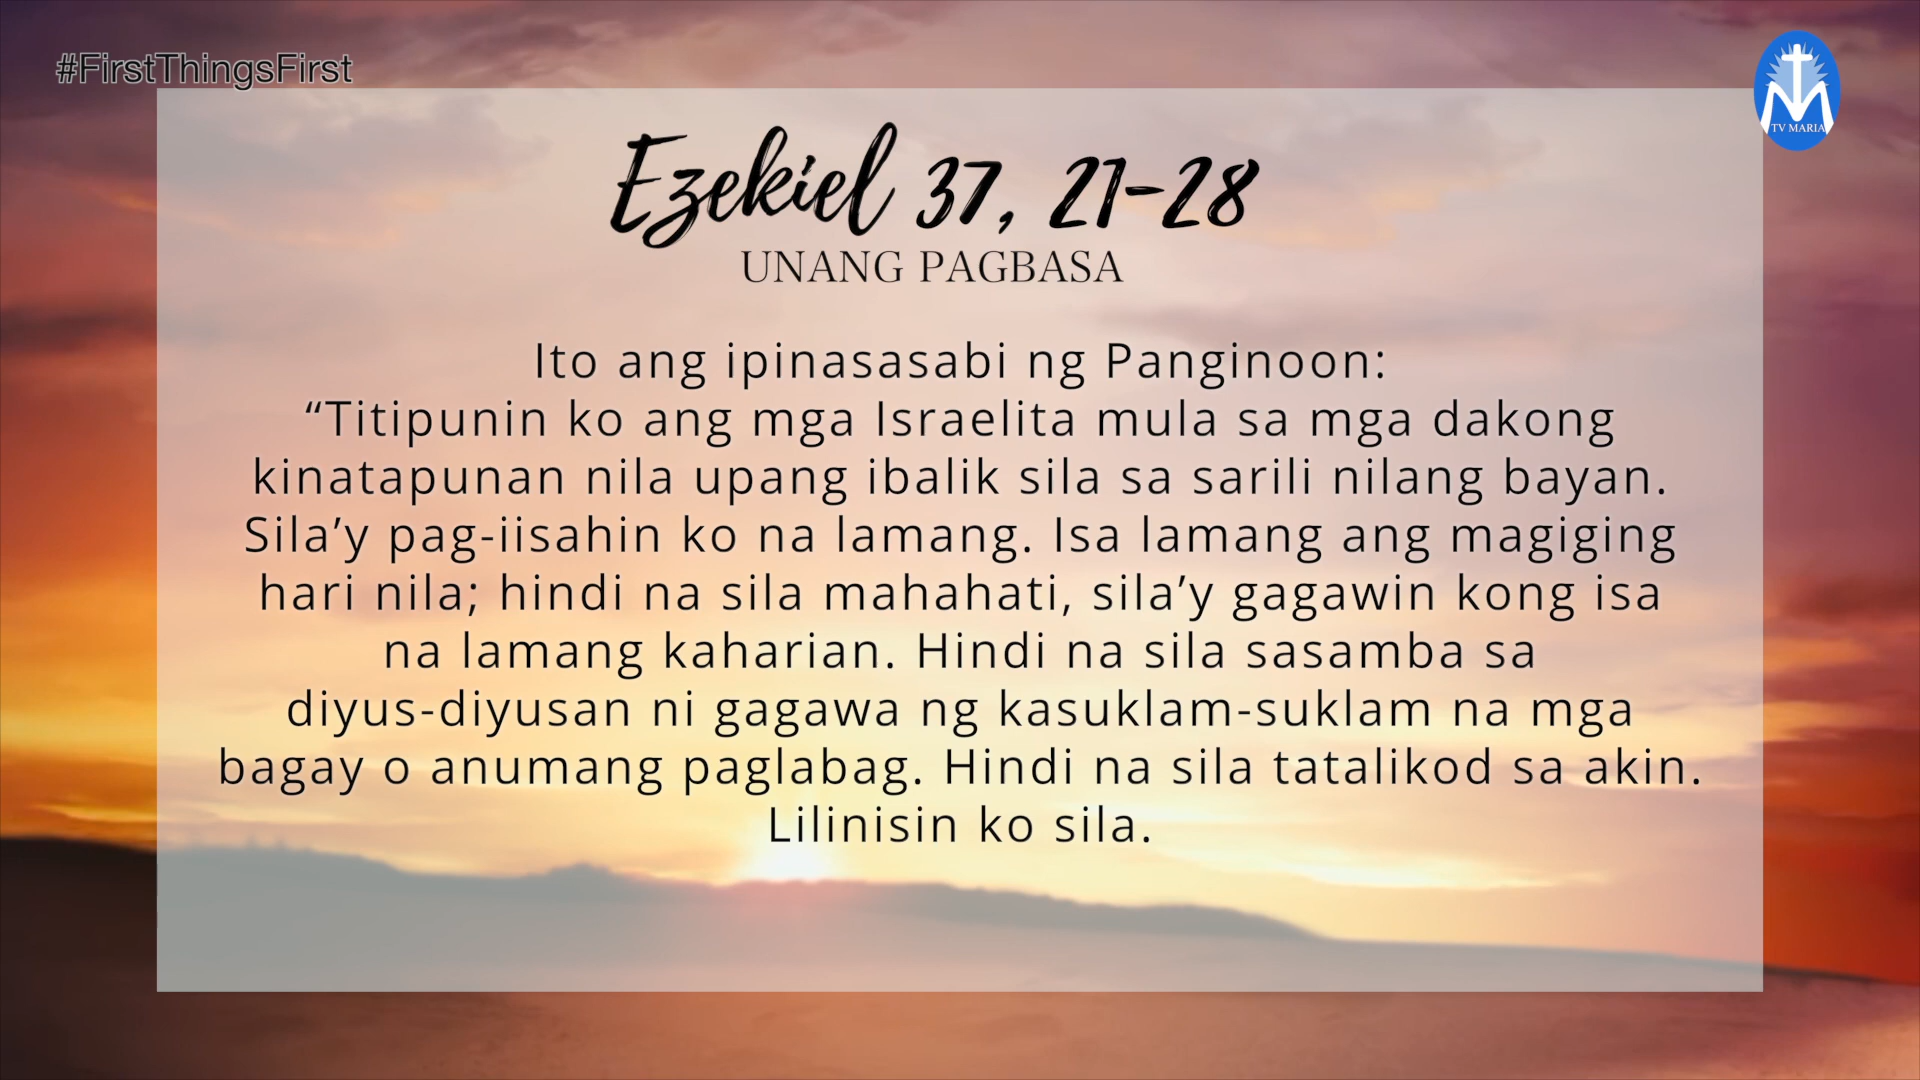 #FirstThingsFirst
TV MARIA
Ezekiel 37, 21-28
UNANG PAGBASA
Ito ang ipinasasabi ng Panginoon:
“Titipunin ko ang mga Israelita mula sa mga dakong
kinatapunan nila upang ibalik sila sa sarili nilang bayan.
Sila’y pag-iisahin ko na lamang. Isa lamang ang magiging
hari nila; hindi na sila mahahati, sila’y gagawin kong isa
na lamang kaharian. Hindi na sila sasamba sa
diyus-diyusan ni gagawa ng kasuklam-suklam na mga
bagay o anumang paglabag. Hindi na sila tatalikod sa akin.
Lilinisin ko sila.